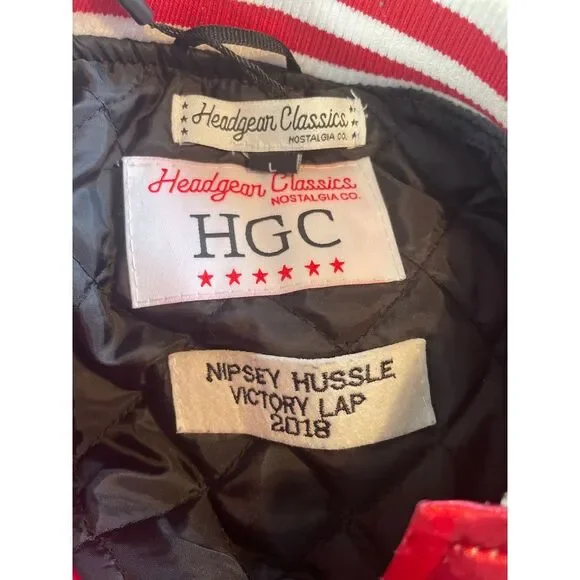 Headgear Classics
NOSTALGIA CO.
L
Headgear Classics
NOSTALGIA CO.
HGC
NIPSEY HUSSLE
VICTORY LAP
2018